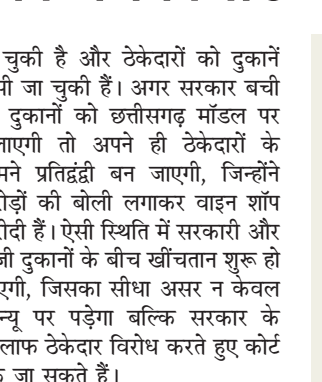 चुकी है और ठेकेदारों को दुकानें
जा चुकी हैं। अगर सरकार बची
दुकानों को छत्तीसगढ़ मॉडल पर
तो अपने ही ठेकेदारों के
प्रतिद्वंद्वी बन जाएगी, जिन्होंने
की बोली लगाकर वाइन शॉप
हैं। ऐसी स्थिति में सरकारी और
दुकानों के बीच खींचतान शुरू हो
जिसका सीधा असर न केवल
पर पड़ेगा बल्कि सरकार के
ठेकेदार विरोध करते हुए कोर्ट
जा सकते हैं।